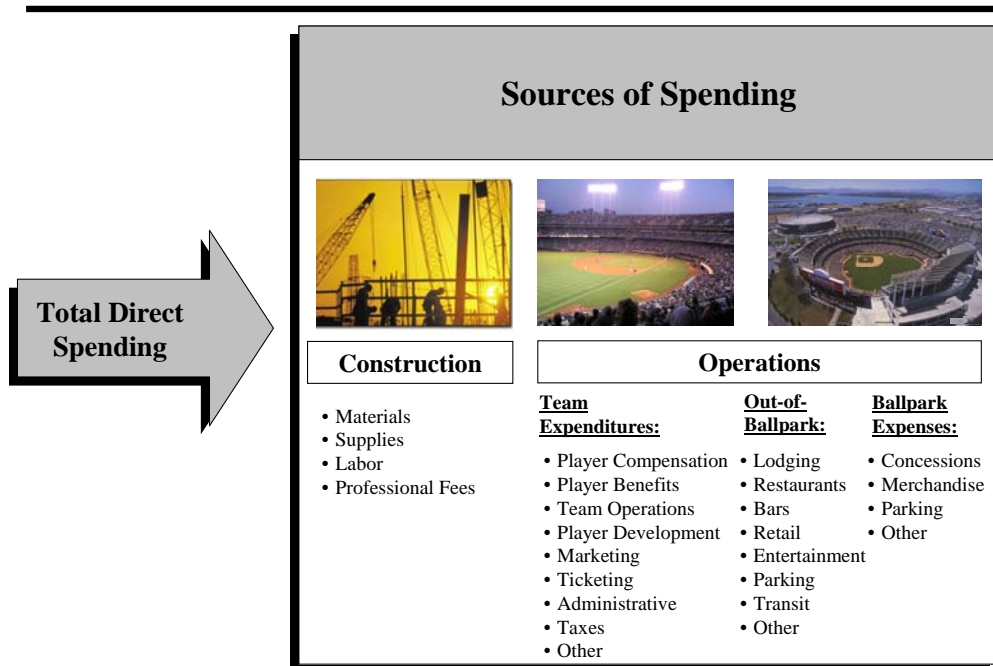 Sources of Spending
Total Direct
Spending
Construction
• Materials
• Supplies
• Labor
• Professional Fees
Operations
Team
Expenditures:
• Player Compensation
• Player Benefits
• Team Operations
• Player Development
• Marketing
• Ticketing
• Administrative
• Taxes
• Other
Out-of-
Ballpark:
• Lodging
• Restaurants
• Bars
• Retail
• Entertainment
• Parking
• Transit
• Other
Ballpark
Expenses:
• Concessions
• Merchandise
• Parking
• Other